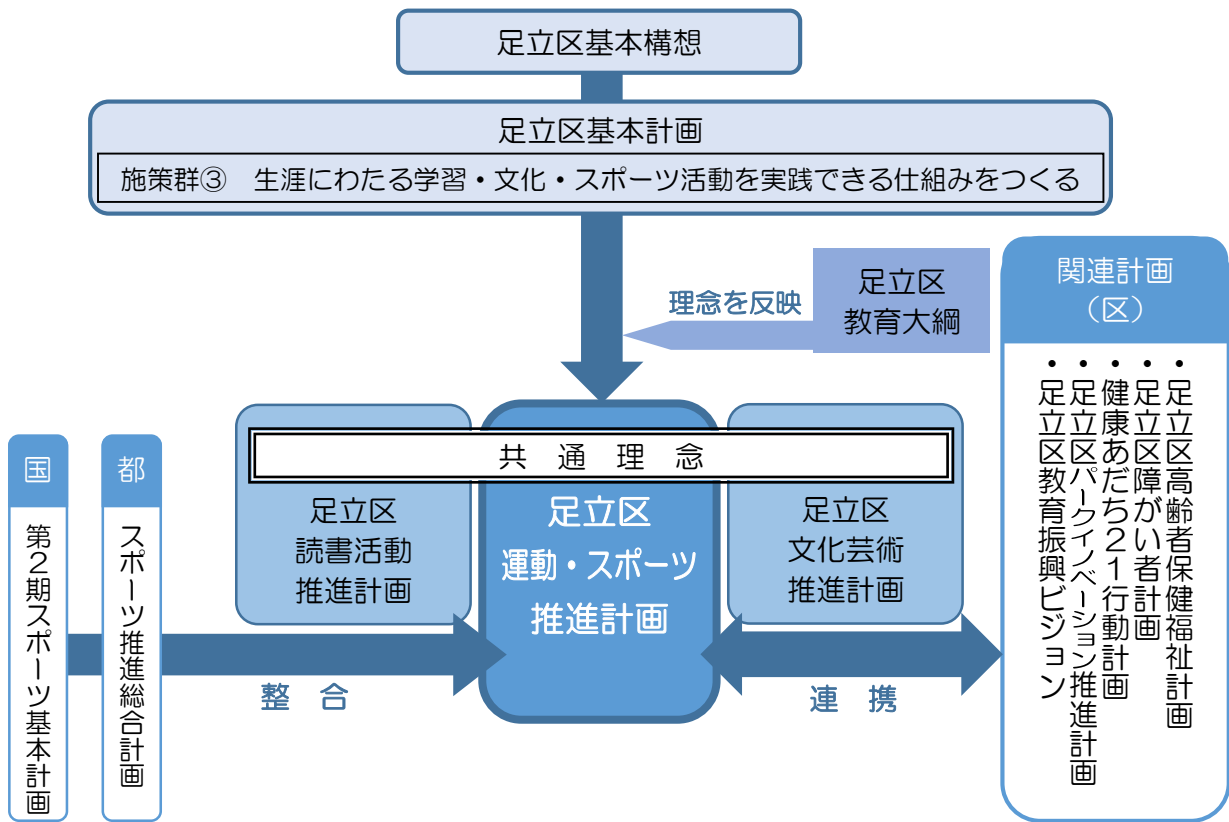 足立区基本構想
足立区基本計画
施策群③　生涯にわたる学習・文化・スポーツ活動を実践できる仕組みをつくる
理念を反映
足立区
教育大綱
関連計画
（区）
・足立区高齢者保健福祉計画
・足立区障がい者計画
・健康あだち２１行動計画
・足立区パークイノベーション推進計画
・足立区教育振興ビジョン
共　通　理　念
足立区
読書活動
推進計画
足立区
運動・スポーツ
推進計画
足立区
文化芸術
推進計画
国
第２期スポーツ基本計画
都
スポーツ推進総合計画
整　合
連　携